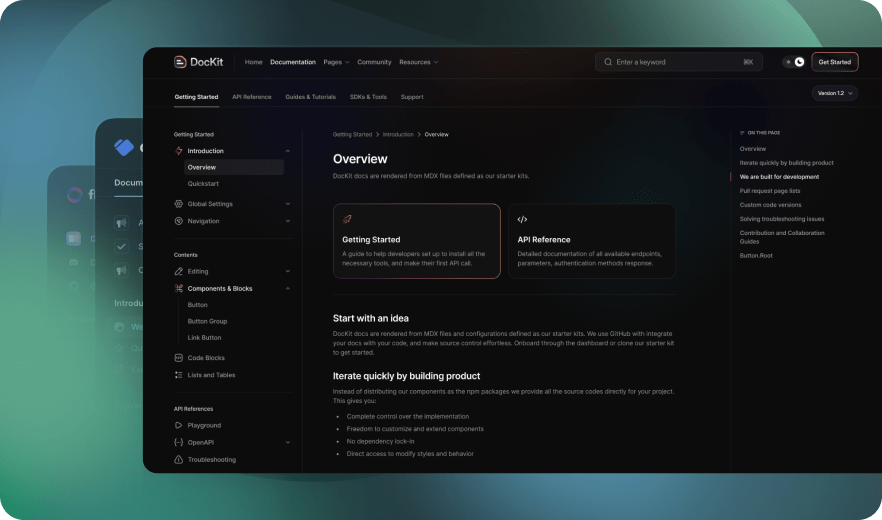 DocKit
Home Documentation Pages Community Resources
Enter a keyword ⌘K
Get Started
Getting Started API Reference Guides & Tutorials SDKs & Tools Support
Version 1.2
Getting Started
Introduction
Overview
Quickstart
Global Settings
Navigation
Contents
Editing
Components & Blocks
Button
Button Group
Link Button
Code Blocks
Lists and Tables
API References
Playground
OpenAPI
Troubleshooting
Getting Started > Introduction > Overview
Overview
DocKit docs are rendered from MDX files defined as our starter kits.
Getting Started
A guide to help developers set up to install all the
necessary tools, and make their first API call.
API Reference
Detailed documentation of all available endpoints,
parameters, authentication methods response.
Start with an idea
DocKit docs are rendered from MDX files and configurations defined as our starter kits. We use GitHub with integrate
your docs with your code, and make source control effortless. Onboard through the dashboard or clone our starter kit
to get started.
Iterate quickly by building product
Instead of distributing our components as the npm packages we provide all the source codes directly for your project.
This gives you:
• Complete control over the implementation
• Freedom to customize and extend components
• No dependency lock-in
• Direct access to modify styles and behavior
ON THIS PAGE
Overview
Iterate quickly by building product
We are built for development
Pull request page lists
Custom code versions
Solving troubleshooting issues
Contribution and Collaboration
Guides
Button.Root
Docum
Introdu